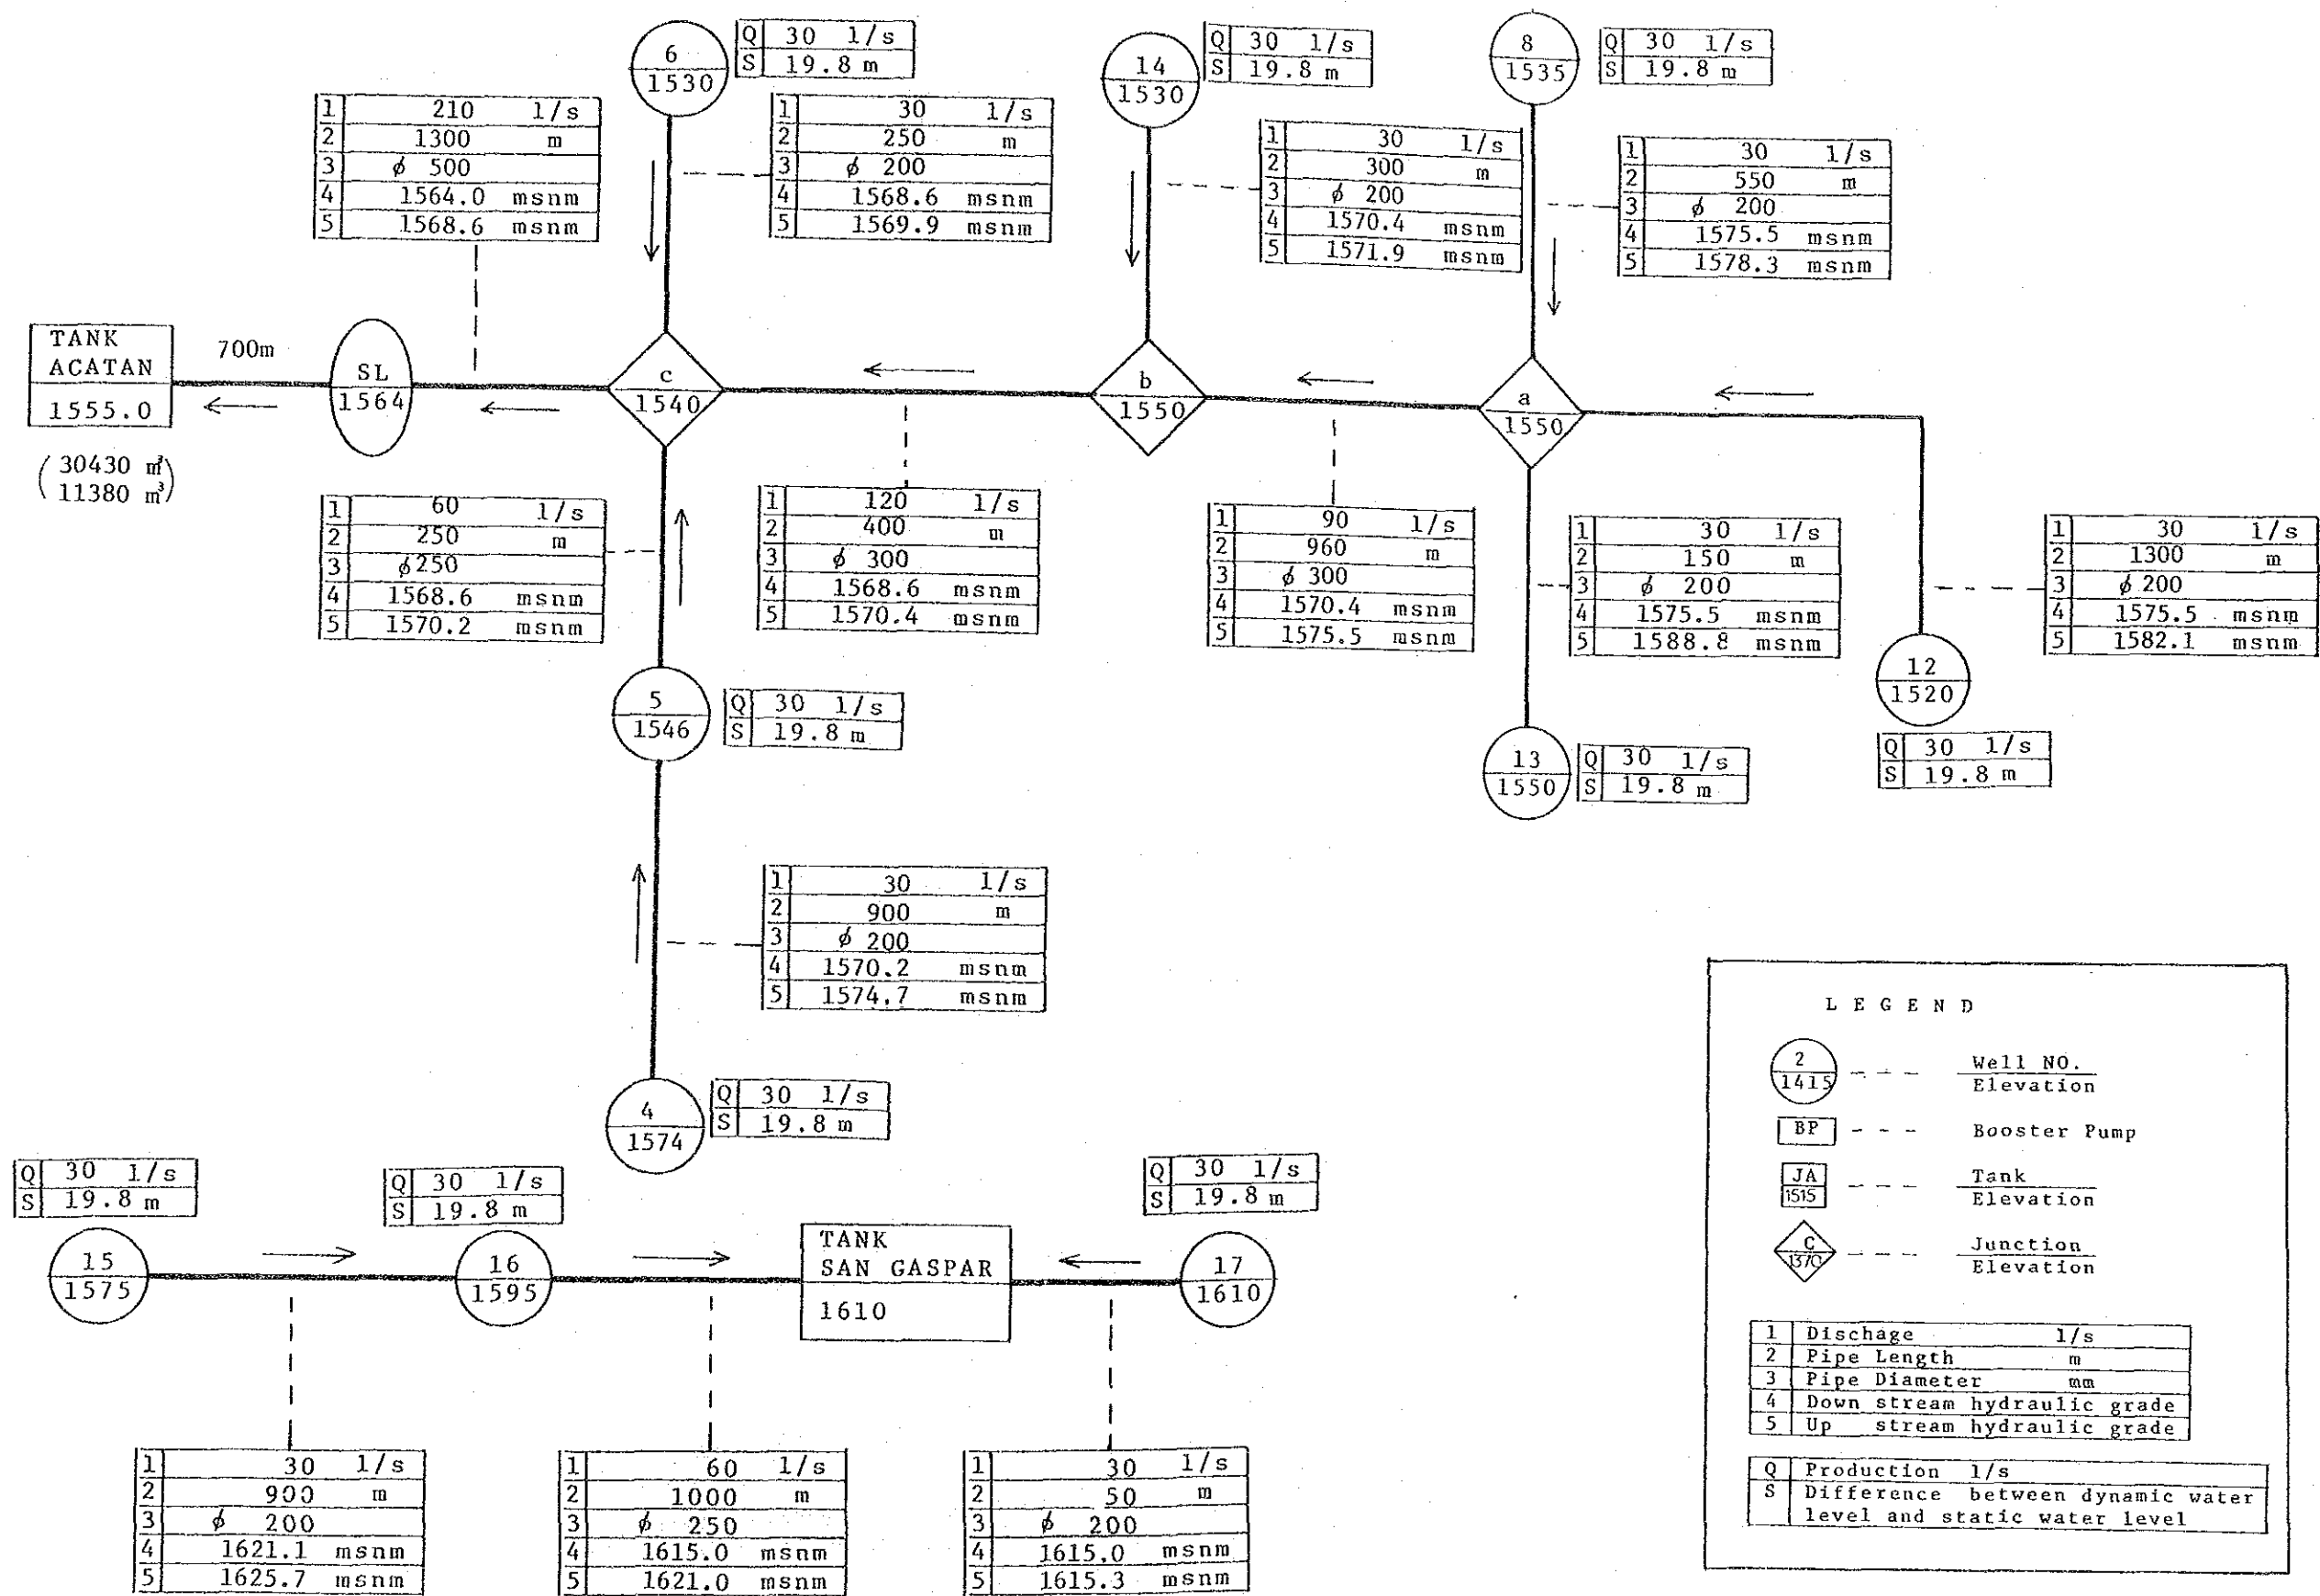 6
1530
Q 30 l/s
S 19.8 m
14
1530
Q 30 l/s
S 19.8 m
8
1535
Q 30 l/s
S 19.8 m
1 210 l/s
2 1300 m
3 ϕ 500
4 1564.0 msnm
5 1568.6 msnm
1 30 l/s
2 250 m
3 ϕ 200
4 1568.6 msnm
5 1569.9 msnm
1 30 l/s
2 300 m
3 ϕ 200
4 1570.4 msnm
5 1571.9 msnm
1 30 l/s
2 550 m
3 ϕ 200
4 1575.5 msnm
5 1578.3 msnm
TANK
ACATAN
1555.0
(30430 m³)
(11380 m³)
700m
SL
1564
c
1540
b
1550
a
1550
1 60 l/s
2 250 m
3 ϕ250
4 1568.6 msnm
5 1570.2 msnm
1 120 l/s
2 400 m
3 ϕ 300
4 1568.6 msnm
5 1570.4 msnm
1 90 l/s
2 960 m
3 ϕ 300
4 1570.4 msnm
5 1575.5 msnm
1 30 l/s
2 150 m
3 ϕ 200
4 1575.5 msnm
5 1588.8 msnm
1 30 l/s
2 1300 m
3 ϕ 200
4 1575.5 msnm
5 1582.1 msnm
5
1546
Q 30 l/s
S 19.8 m
13
1550
Q 30 l/s
S 19.8 m
12
1520
Q 30 l/s
S 19.8 m
1 30 l/s
2 900 m
3 ϕ 200
4 1570.2 msnm
5 1574.7 msnm
4
1574
Q 30 l/s
S 19.8 m
Q 30 l/s
S 19.8 m
15
1575
Q 30 l/s
S 19.8 m
16
1595
TANK
SAN GASPAR
1610
Q 30 l/s
S 19.8 m
17
1610
1 30 l/s
2 900 m
3 ϕ 200
4 1621.1 msnm
5 1625.7 msnm
1 60 l/s
2 1000 m
3 ϕ 250
4 1615.0 msnm
5 1621.0 msnm
1 30 l/s
2 50 m
3 ϕ 200
4 1615.0 msnm
5 1615.3 msnm
LEGEND
2
1415
Well NO.
Elevation
BP
Booster Pump
JA
1515
Tank
Elevation
C
1370
Junction
Elevation
1 Dischage l/s
2 Pipe Length m
3 Pipe Diameter mm
4 Down stream hydraulic grade
5 Up stream hydraulic grade
Q Production l/s
S Difference between dynamic water
level and static water level